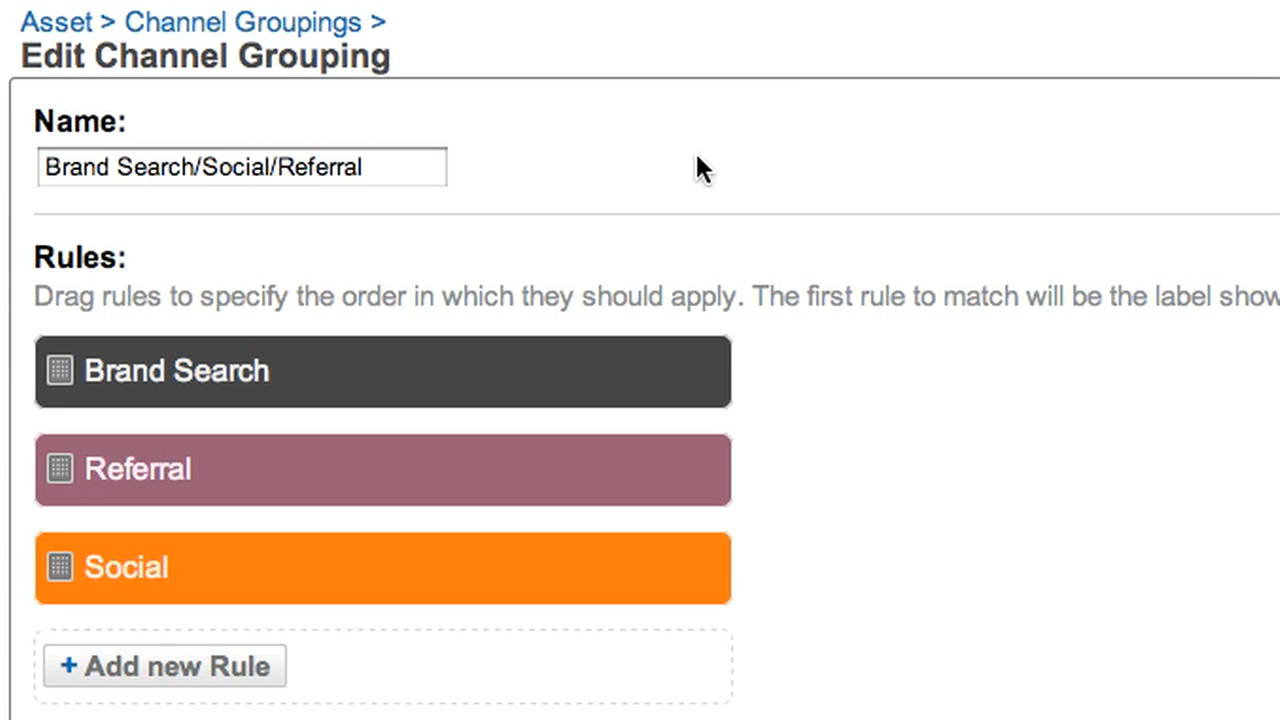 Asset > Channel Groupings >
Edit Channel Grouping
Name:
Brand Search/Social/Referral
Rules:
Drag rules to specify the order in which they should apply. The first rule to match will be the label show
Brand Search
Referral
Social
+ Add new Rule